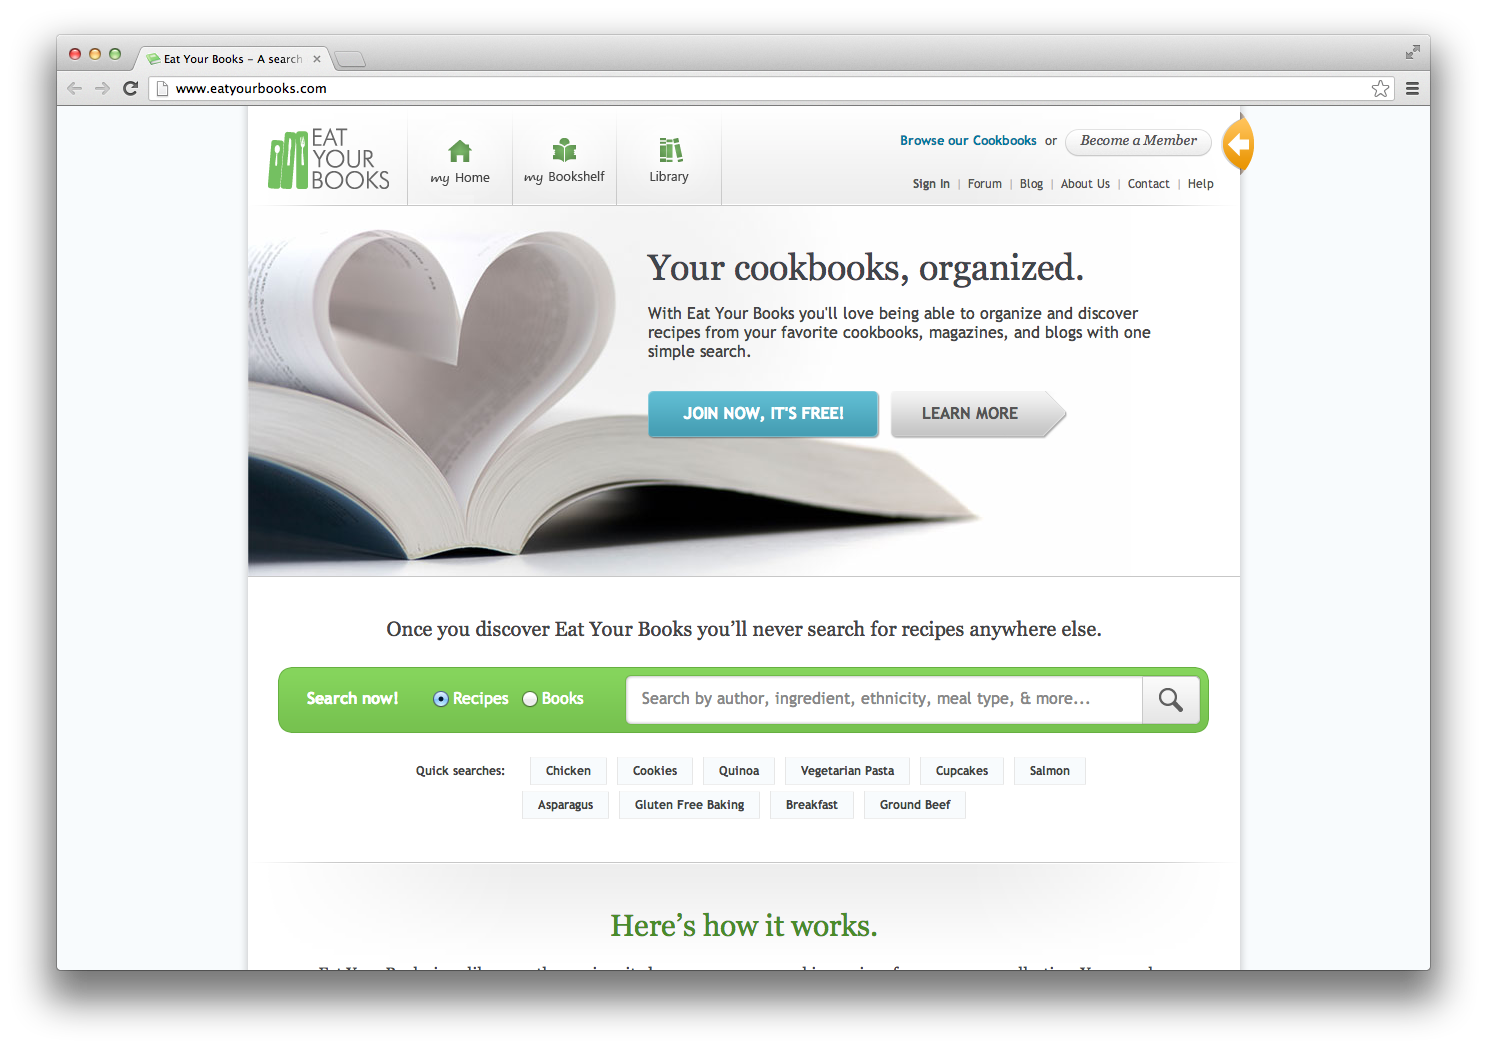 Eat Your Books – A search
www.eatyourbooks.com
EAT
YOUR
BOOKS
my Home
my Bookshelf
Library
Browse our Cookbooks or Become a Member
Sign In | Forum | Blog | About Us | Contact | Help
Your cookbooks, organized.
With Eat Your Books you'll love being able to organize and discover
recipes from your favorite cookbooks, magazines, and blogs with one
simple search.
JOIN NOW, IT'S FREE!
LEARN MORE
Once you discover Eat Your Books you’ll never search for recipes anywhere else.
Search now! Recipes Books Search by author, ingredient, ethnicity, meal type, & more...
Quick searches: Chicken Cookies Quinoa Vegetarian Pasta Cupcakes Salmon
Asparagus Gluten Free Baking Breakfast Ground Beef
Here’s how it works.